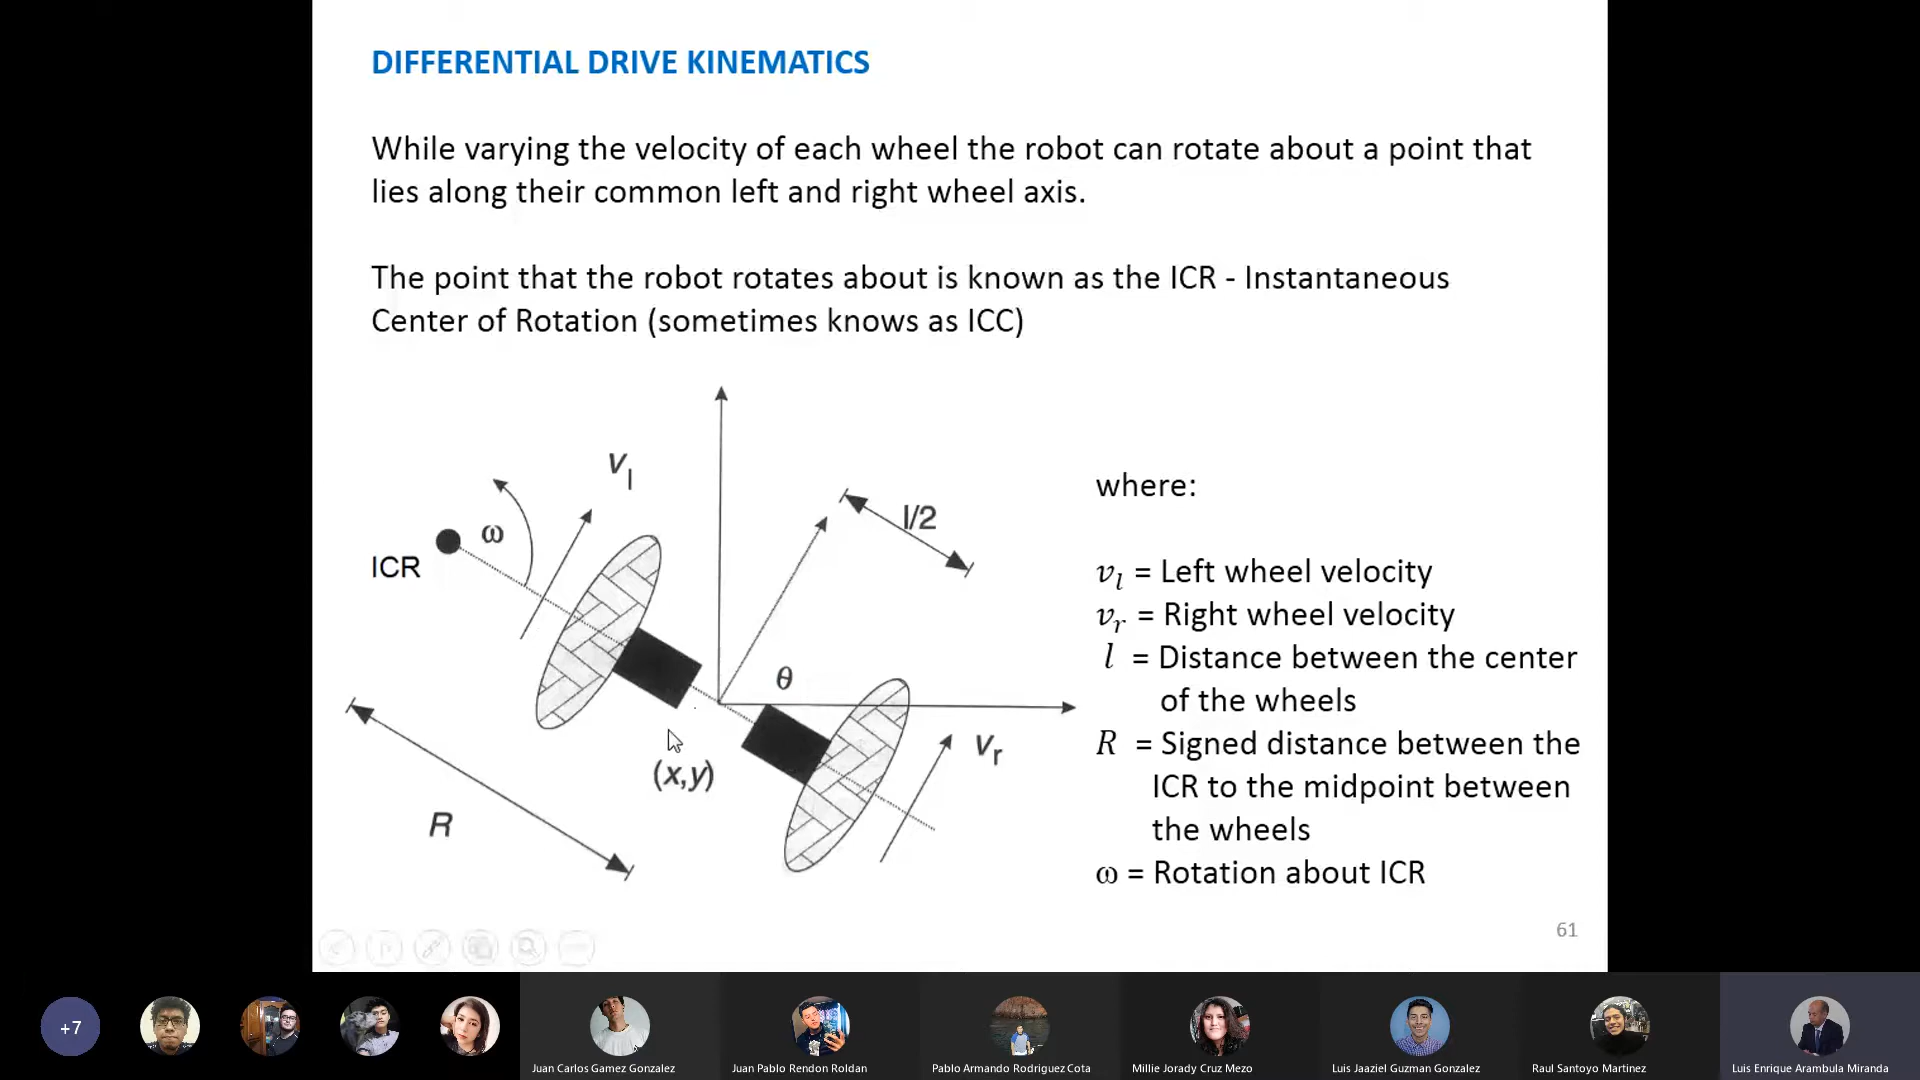 DIFFERENTIAL DRIVE KINEMATICS
While varying the velocity of each wheel the robot can rotate about a point that
lies along their common left and right wheel axis.
The point that the robot rotates about is known as the ICR - Instantaneous
Center of Rotation (sometimes knows as ICC)
v_l
ω
ICR
l/2
θ
v_r
(x,y)
R
where:
v_l = Left wheel velocity
v_r = Right wheel velocity
l = Distance between the center
of the wheels
R = Signed distance between the
ICR to the midpoint between
the wheels
ω = Rotation about ICR
61
+7
Juan Carlos Gamez Gonzalez
Juan Pablo Rendon Roldan
Pablo Armando Rodriguez Cota
Millie Jorady Cruz Mezo
Luis Jaaziel Guzman Gonzalez
Raul Santoyo Martinez
Luis Enrique Arambula Miranda